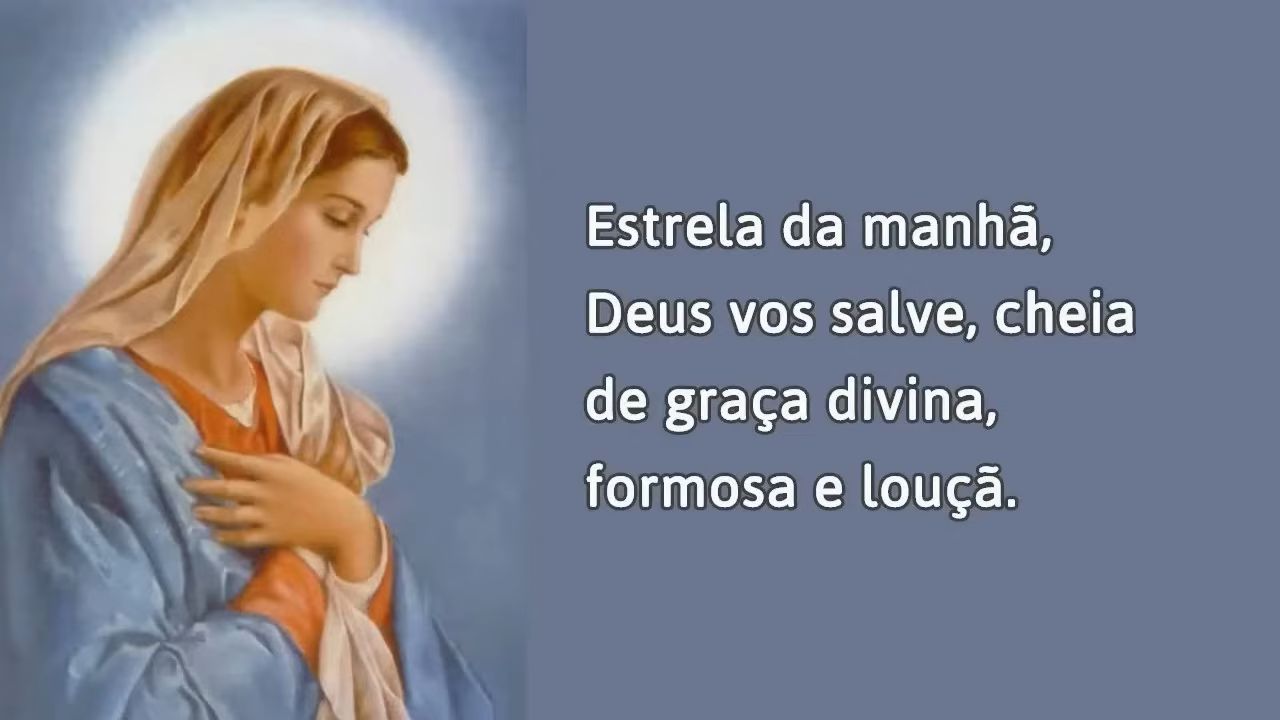 Estrela da manhã,
Deus vos salve, cheia
de graça divina,
formosa e louçã.